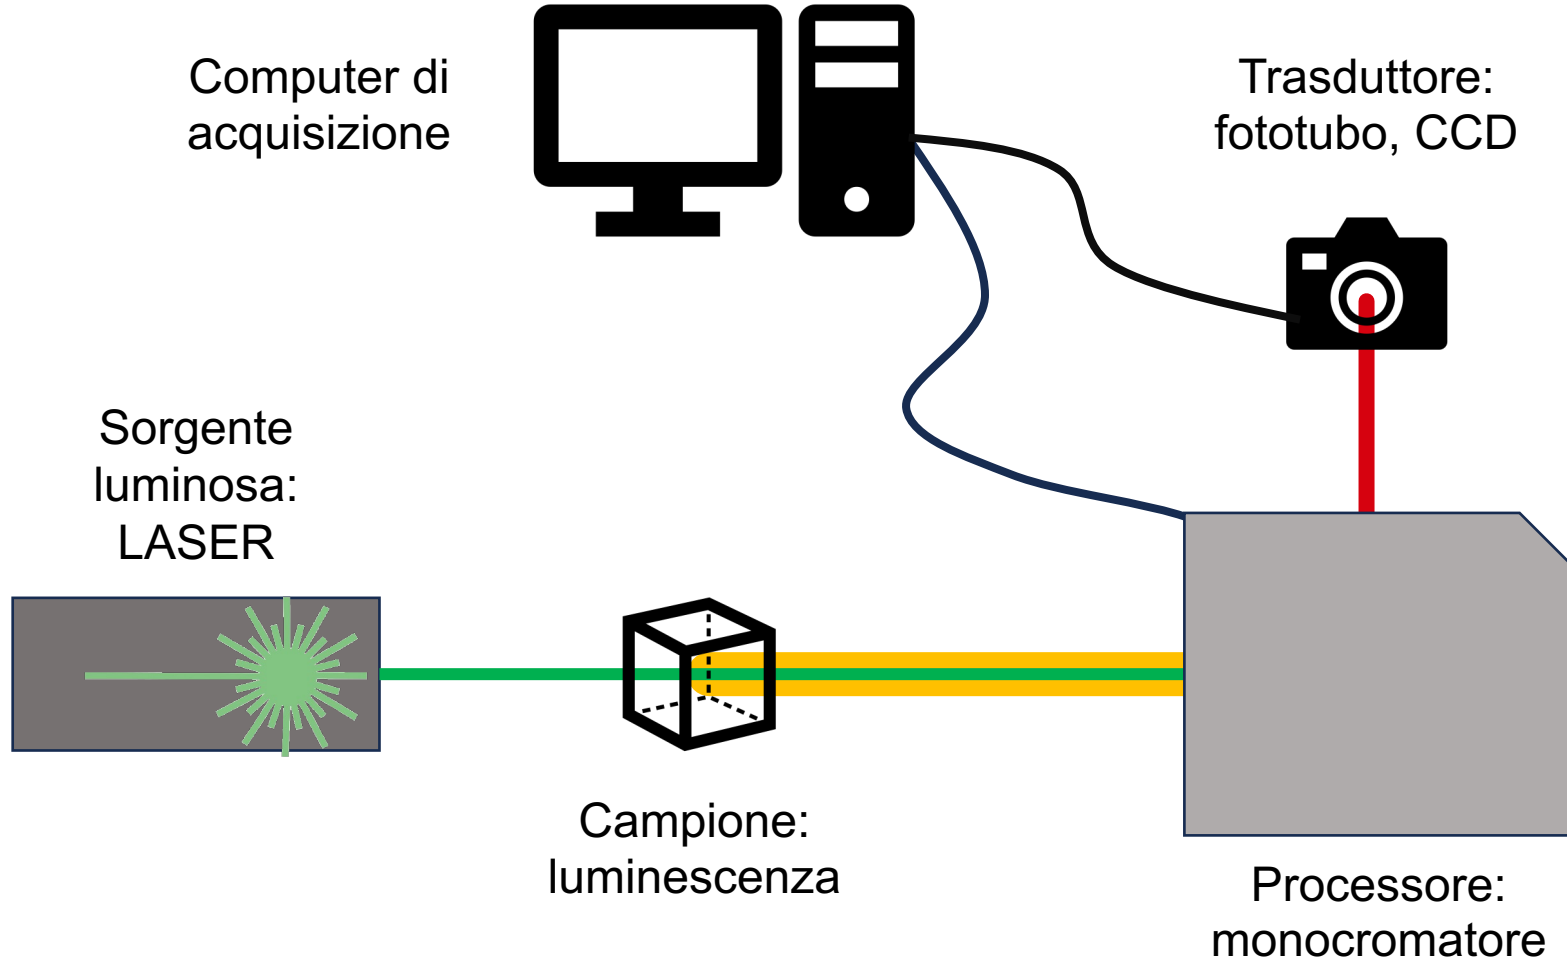 Computer di
acquisizione
Trasduttore:
fototubo, CCD
Sorgente
luminosa:
LASER
Campione:
luminescenza
Processore:
monocromatore